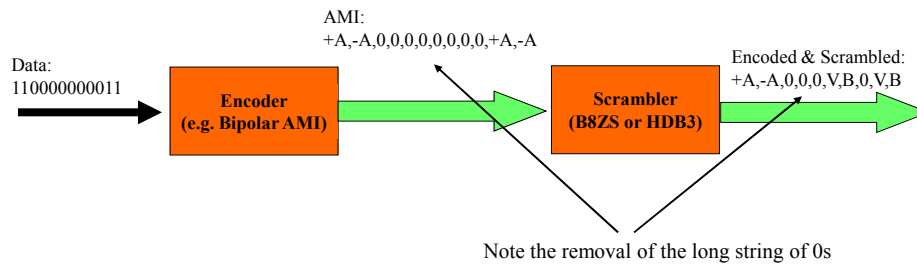 AMI:
+A,-A,0,0,0,0,0,0,0,0,+A,-A
Data:
110000000011
Encoder
(e.g. Bipolar AMI)
Scrambler
(B8ZS or HDB3)
Encoded & Scrambled:
+A,-A,0,0,0,V,B,0,V,B
Note the removal of the long string of 0s